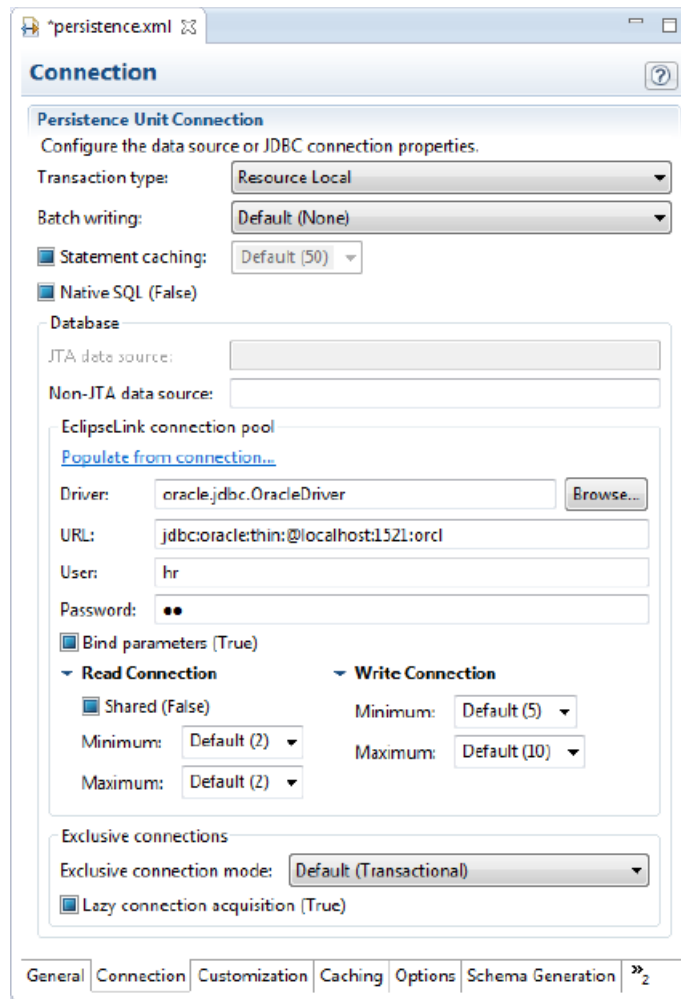 *persistence.xml
Connection
Persistence Unit Connection
Configure the data source or JDBC connection properties.
Transaction type: Resource Local
Batch writing: Default (None)
Statement caching: Default (50)
Native SQL (False)
Database
JTA data source:
Non-JTA data source:
EclipseLink connection pool
Populate from connection...
Driver: oracle.jdbc.OracleDriver Browse...
URL: jdbc:oracle:thin:@localhost:1521:orcl
User: hr
Password: ●●
Bind parameters (True)
Read Connection Write Connection
Shared (False)
Minimum: Default (5)
Minimum: Default (2)
Maximum: Default (10)
Maximum: Default (2)
Exclusive connections
Exclusive connection mode: Default (Transactional)
Lazy connection acquisition (True)
General Connection Customization Caching Options Schema Generation »2